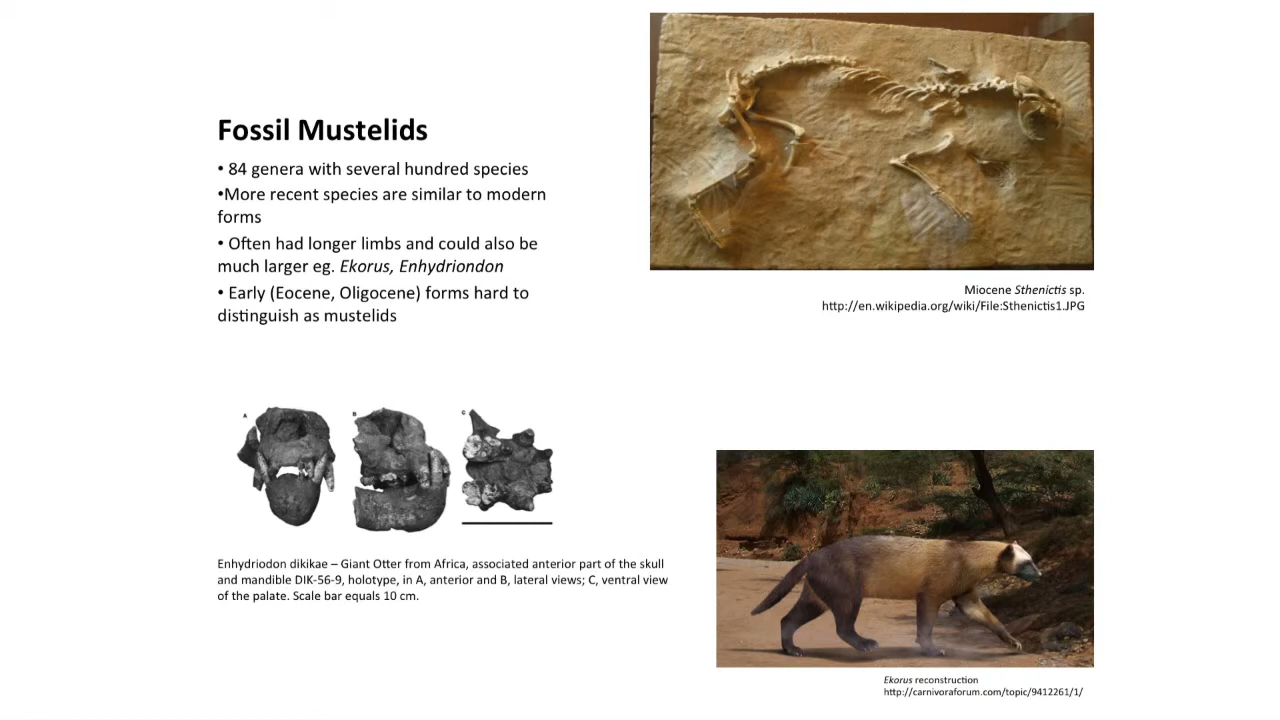 Fossil Mustelids
• 84 genera with several hundred species
•More recent species are similar to modern
forms
• Often had longer limbs and could also be
much larger eg. Ekorus, Enhydriondon
• Early (Eocene, Oligocene) forms hard to
distinguish as mustelids
Miocene Sthenictis sp.
http://en.wikipedia.org/wiki/File:Sthenictis1.JPG
A
B
C
Enhydriodon dikikae – Giant Otter from Africa, associated anterior part of the skull
and mandible DIK-56-9, holotype, in A, anterior and B, lateral views; C, ventral view
of the palate. Scale bar equals 10 cm.
Ekorus reconstruction
http://carnivoraforum.com/topic/9412261/1/